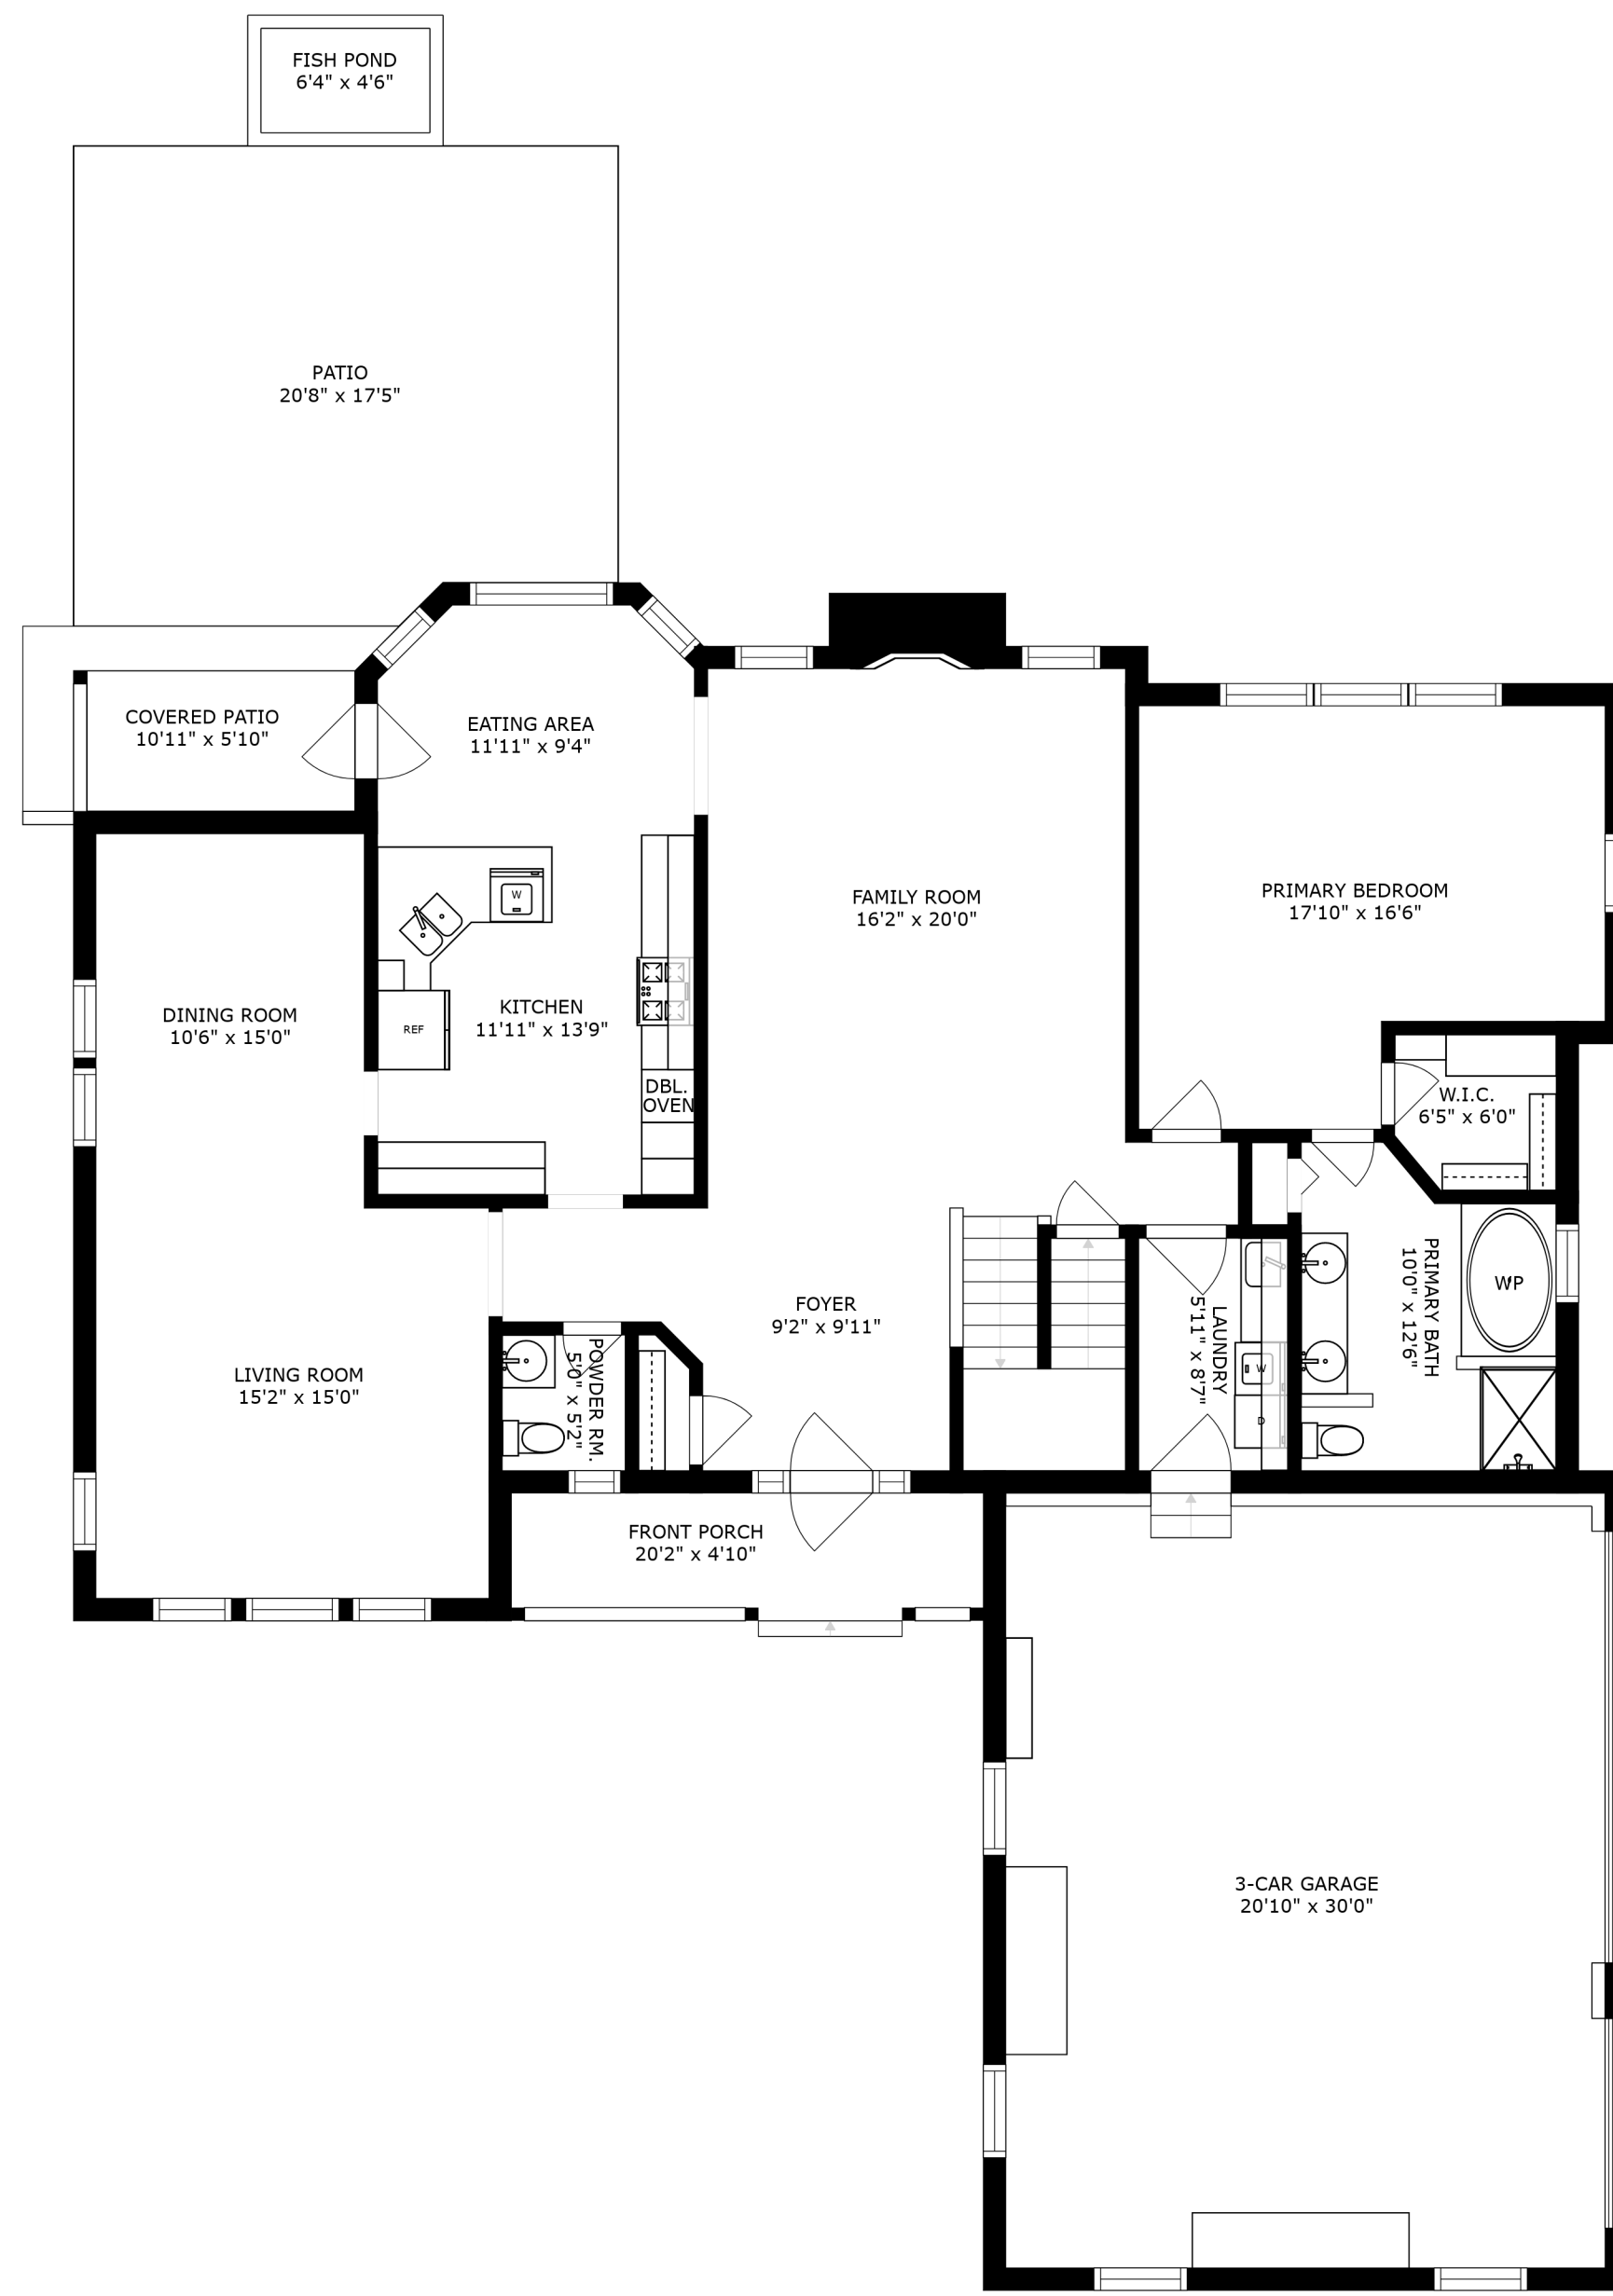 FISH POND
6'4" x 4'6"
PATIO
20'8" x 17'5"
COVERED PATIO
10'11" x 5'10"
EATING AREA
11'11" x 9'4"
FAMILY ROOM
16'2" x 20'0"
PRIMARY BEDROOM
17'10" x 16'6"
W
DINING ROOM
10'6" x 15'0"
KITCHEN
11'11" x 13'9"
REF
DBL.
OVEN
W.I.C.
6'5" x 6'0"
FOYER
9'2" x 9'11"
LAUNDRY
5'11" x 8'7"
W
D
PRIMARY BATH
10'0" x 12'6"
WP
LIVING ROOM
15'2" x 15'0"
POWDER RM.
5'0" x 5'2"
FRONT PORCH
20'2" x 4'10"
3-CAR GARAGE
20'10" x 30'0"